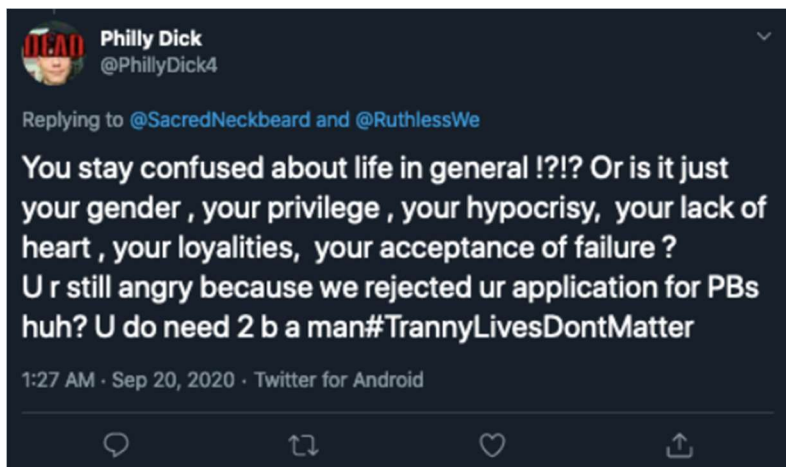 DEAD
Philly Dick
@PhillyDick4
Replying to @SacredNeckbeard and @RuthlessWe
You stay confused about life in general !?!? Or is it just
your gender , your privilege , your hypocrisy,  your lack of
heart , your loyalities,  your acceptance of failure ?
U r still angry because we rejected ur application for PBs
huh? U do need 2 b a man#TrannyLivesDontMatter
1:27 AM · Sep 20, 2020 · Twitter for Android